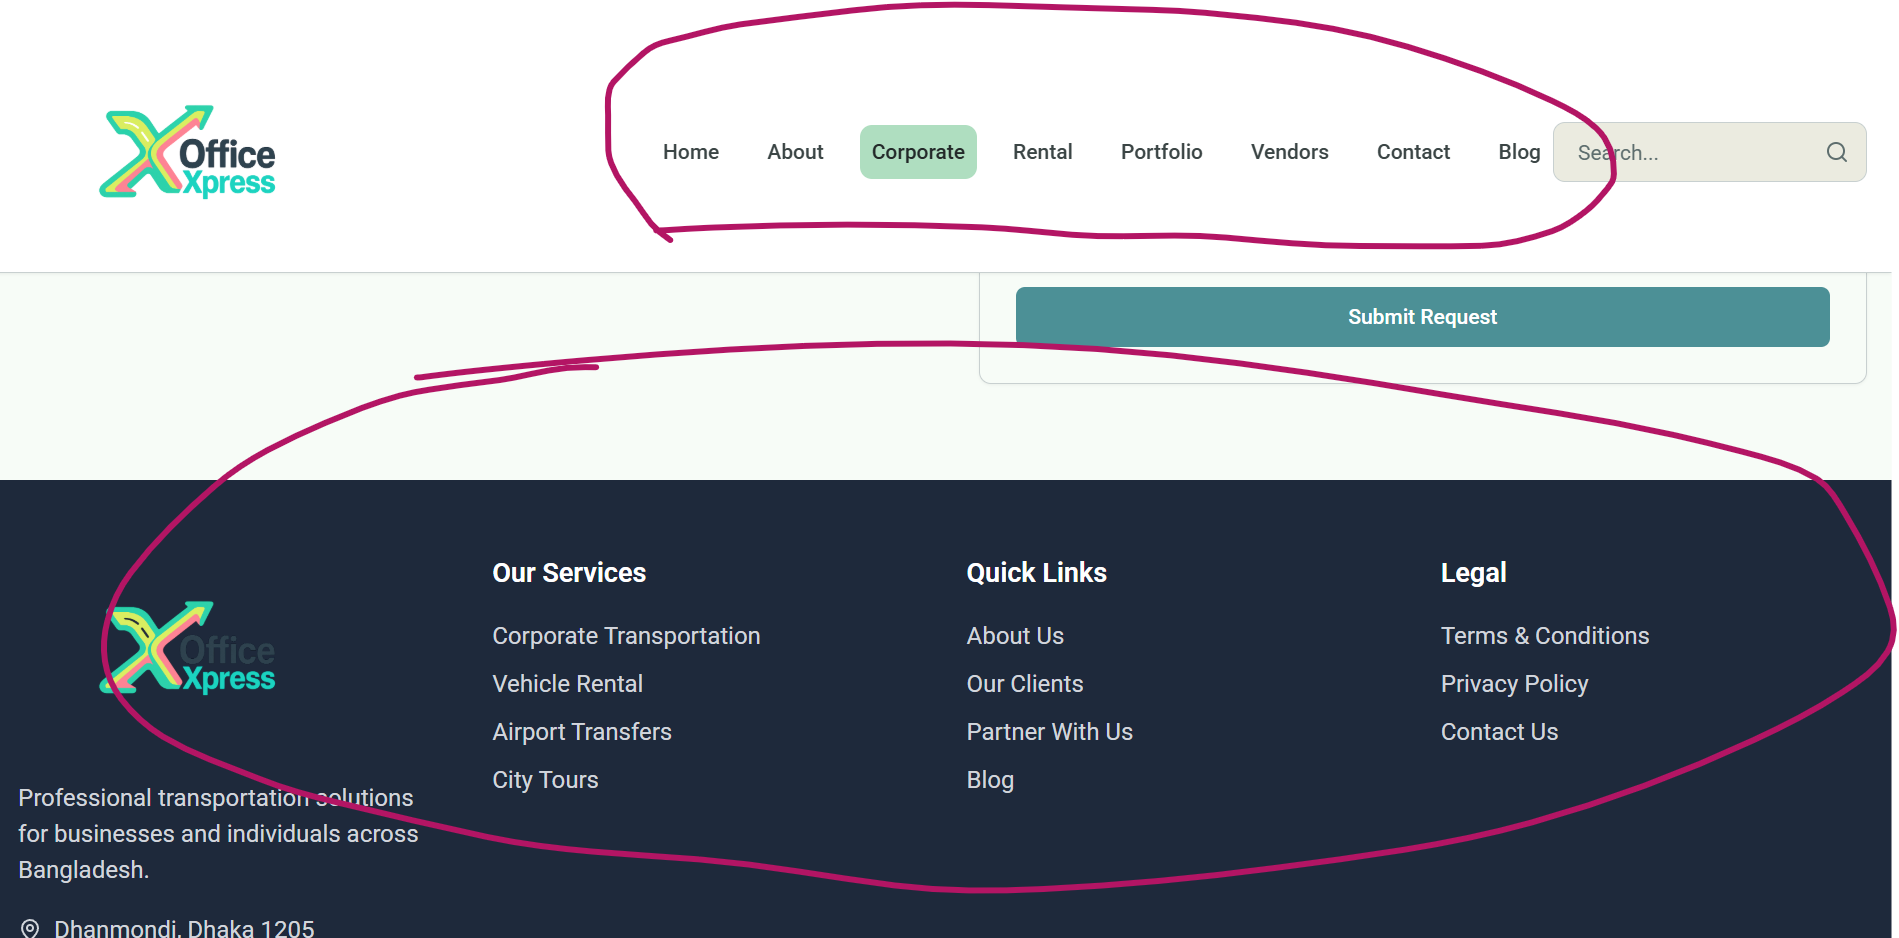 Office
Xpress
Home About Corporate Rental Portfolio Vendors Contact Blog Search...
Submit Request
Office
Xpress
Professional transportation solutions
for businesses and individuals across
Bangladesh.
Dhanmondi, Dhaka 1205
Our Services
Corporate Transportation
Vehicle Rental
Airport Transfers
City Tours
Quick Links
About Us
Our Clients
Partner With Us
Blog
Legal
Terms & Conditions
Privacy Policy
Contact Us